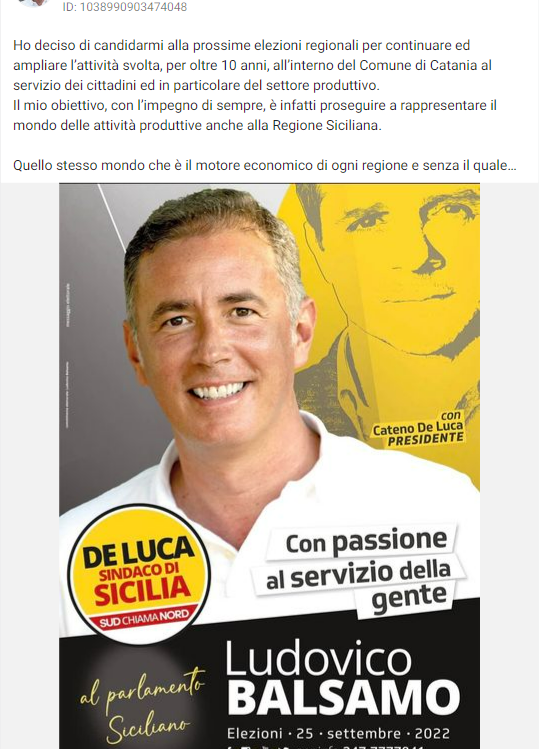 ID: 1038990903474048
Ho deciso di candidarmi alla prossime elezioni regionali per continuare ed
ampliare l'attività svolta, per oltre 10 anni, all'interno del Comune di Catania al
servizio dei cittadini ed in particolare del settore produttivo.
Il mio obiettivo, con l'impegno di sempre, è infatti proseguire a rappresentare il
mondo delle attività produttive anche alla Regione Siciliana.
Quello stesso mondo che è il motore economico di ogni regione e senza il quale...
messaggio elettorale
con
Cateno De Luca
PRESIDENTE
DE LUCA
SINDACO DI
SICILIA
SUD CHIAMA NORD
Con passione
al servizio della
gente
al parlamento
Siciliano
Ludovico
BALSAMO
Elezioni · 25 · settembre · 2022